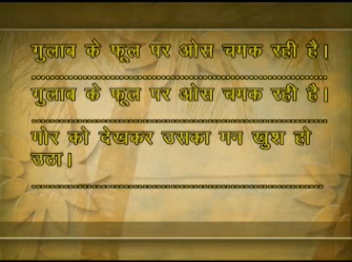 गुलाब के फूल पर ओस चमक रही है।
गुलाब के फूल पर ओस चमक रही है।
मोर को देखकर उसका मन खुश हो
उठा।